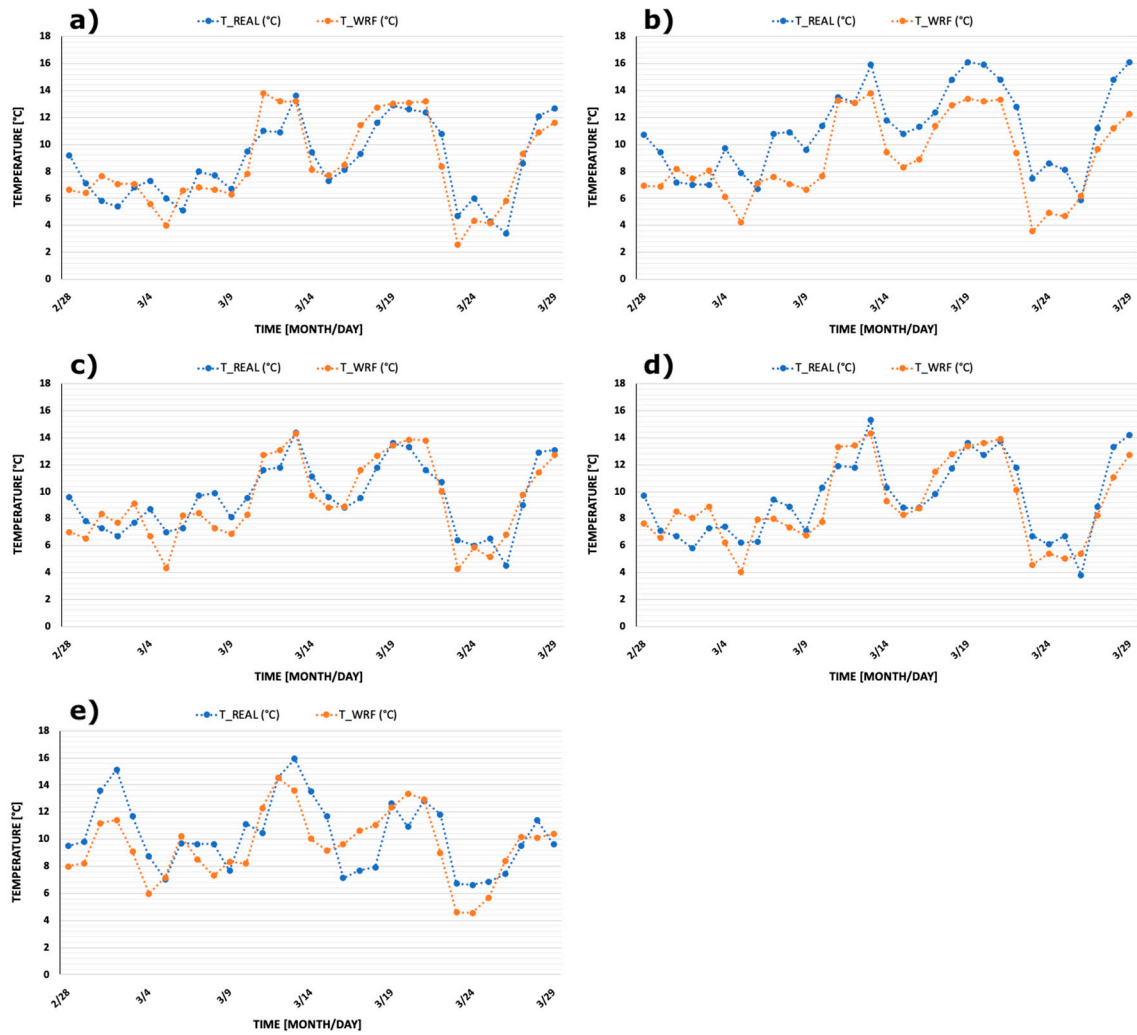 a)
T_REAL (°C) T_WRF (°C)
18
16
14
12
10
8
6
4
2
0
TEMPERATURE [°C]
2/28 3/4 3/9 3/14 3/19 3/24 3/29
TIME [MONTH/DAY]
b)
T_REAL (°C) T_WRF (°C)
18
16
14
12
10
8
6
4
2
0
TEMPERATURE [°C]
2/28 3/4 3/9 3/14 3/19 3/24 3/29
TIME [MONTH/DAY]
c)
T_REAL (°C) T_WRF (°C)
18
16
14
12
10
8
6
4
2
0
TEMPERATURE [°C]
2/28 3/4 3/9 3/14 3/19 3/24 3/29
TIME [MONTH/DAY]
d)
T_REAL (°C) T_WRF (°C)
18
16
14
12
10
8
6
4
2
0
TEMPERATURE [°C]
2/28 3/4 3/9 3/14 3/19 3/24 3/29
TIME [MONTH/DAY]
e)
T_REAL (°C) T_WRF (°C)
18
16
14
12
10
8
6
4
2
0
TEMPERATURE [°C]
2/28 3/4 3/9 3/14 3/19 3/24 3/29
TIME [MONTH/DAY]